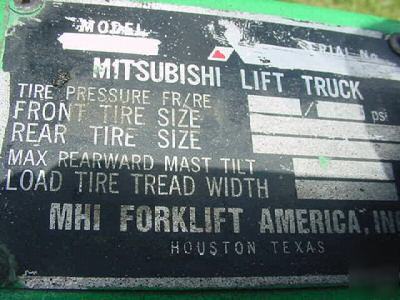 MODEL
SERIAL No.
MITSUBISHI LIFT TRUCK
TIRE PRESSURE FR/RE / psi
FRONT TIRE SIZE
REAR TIRE SIZE
MAX REARWARD MAST TILT
LOAD TIRE TREAD WIDTH
MHI FORKLIFT AMERICA, INC
HOUSTON TEXAS